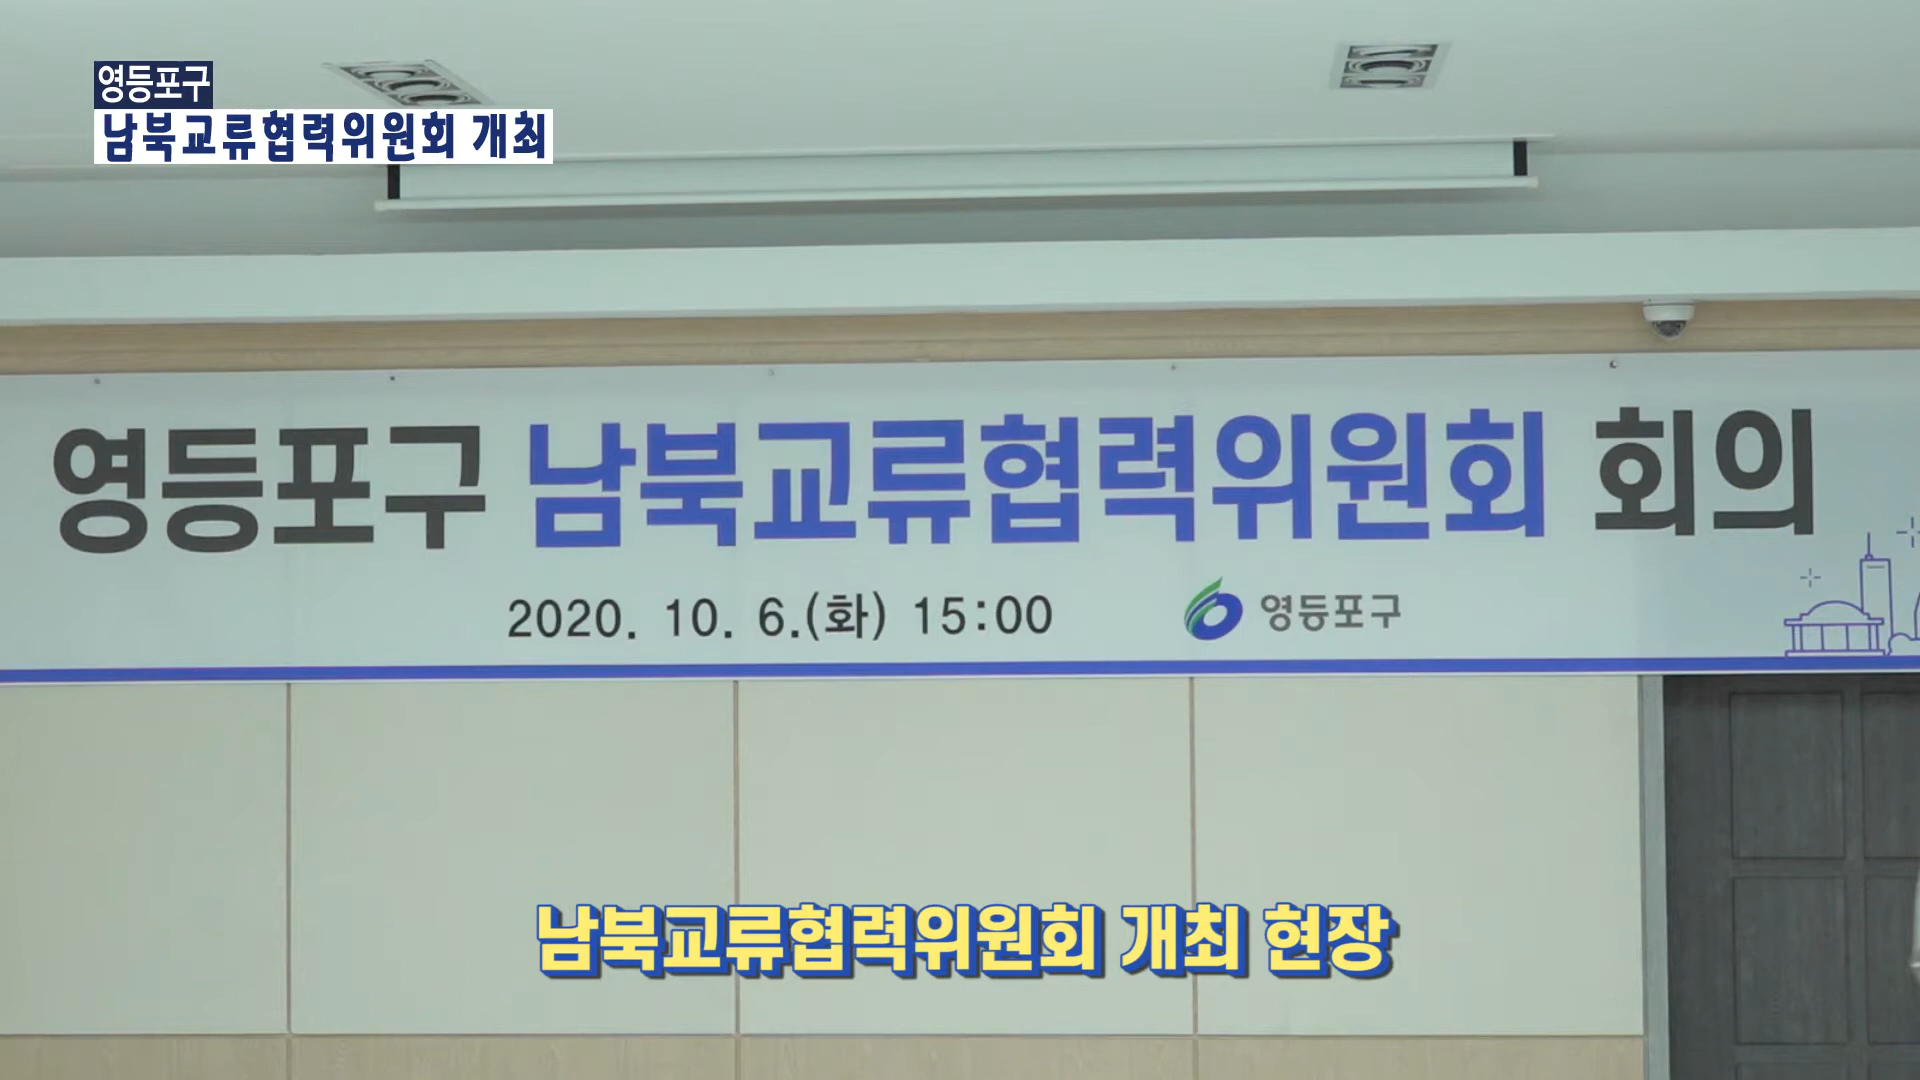 영등포구
남북교류협력위원회 개최
영등포구 남북교류협력위원회 회의
2020. 10. 6.(화) 15:00
영등포구
남북교류협력위원회 개최 현장